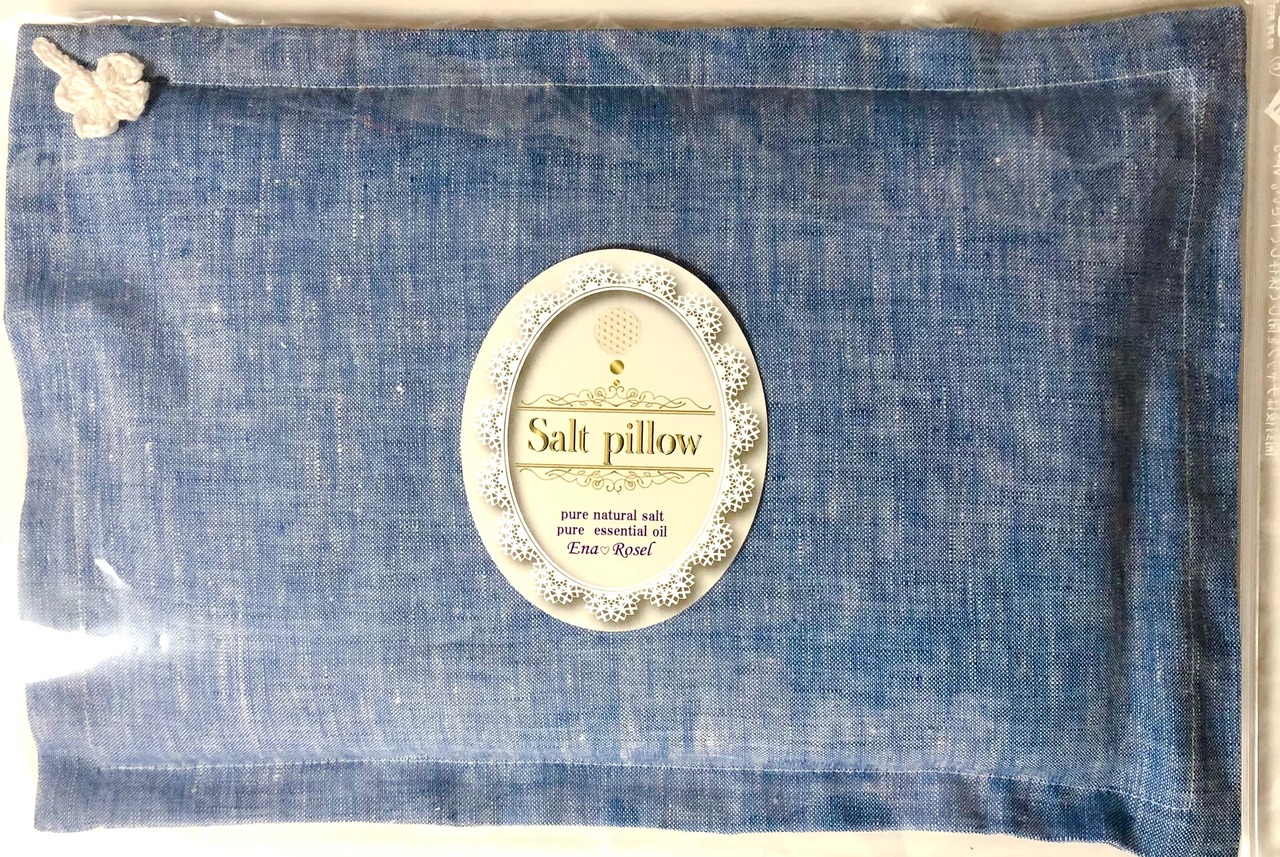 Salt pillow
pure natural salt
pure essential oil
Ena♡Rosel